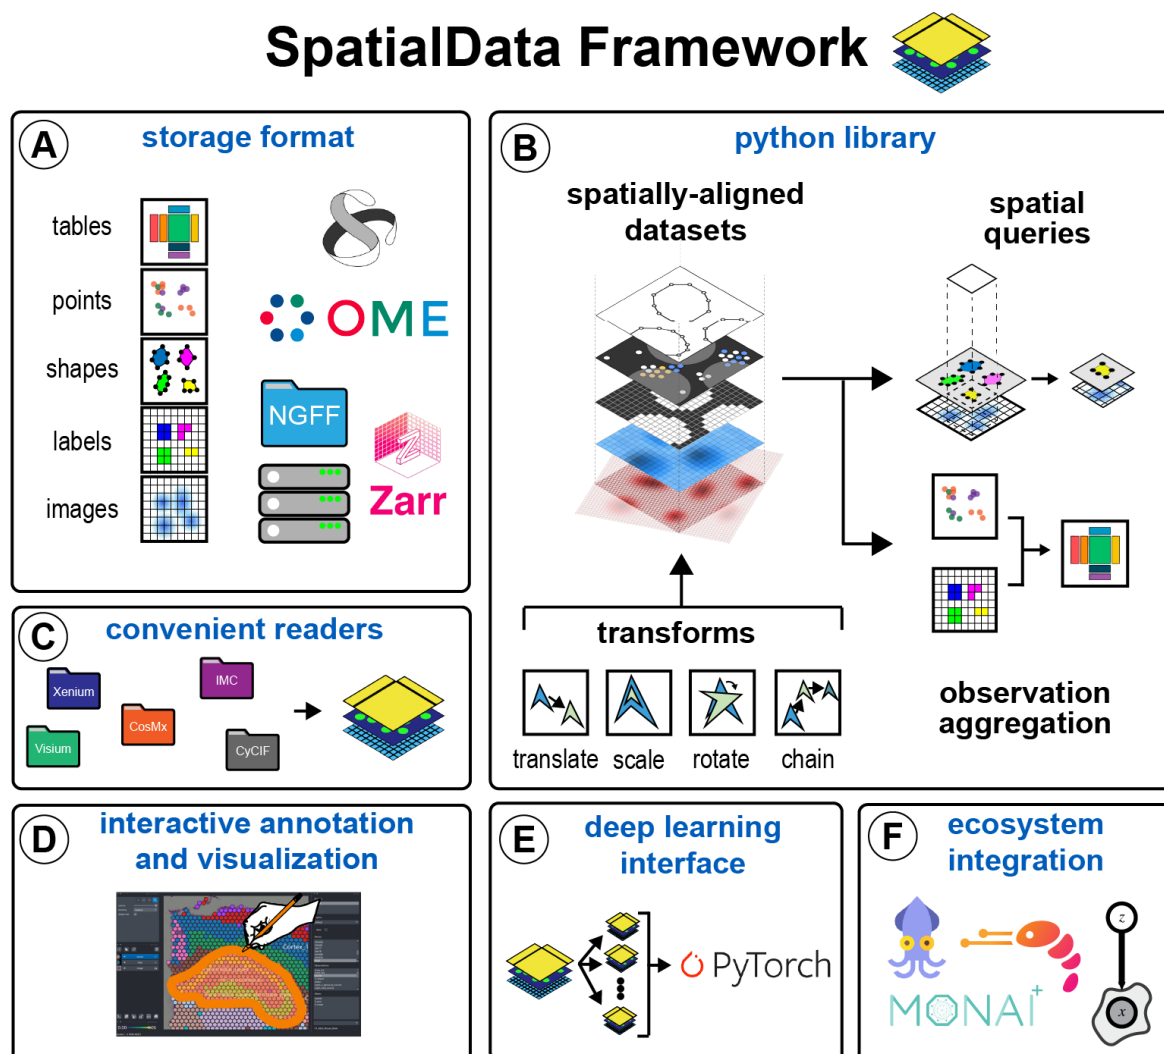 SpatialData Framework
A
storage format
tables
points
shapes
labels
images
OME
NGFF
Zarr
B
python library
spatially-aligned
datasets
spatial
queries
transforms
translate
scale
rotate
chain
observation
aggregation
C
convenient readers
Xenium
IMC
CosMx
Visium
CyCIF
D
interactive annotation
and visualization
Cortex
E
deep learning
interface
PyTorch
F
ecosystem
integration
MONAI+
z
x